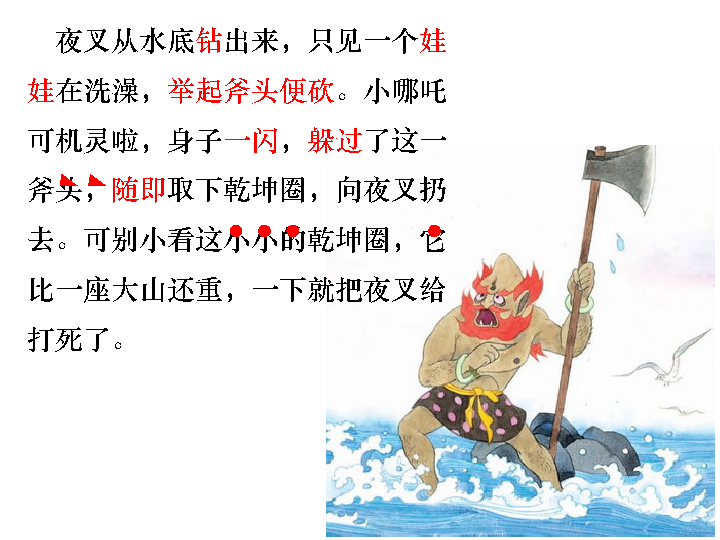 夜叉从水底钻出来，只见一个娃
娃在洗澡，举起斧头便砍。小哪吒
可机灵啦，身子一闪，躲过了这一
斧头，随即取下乾坤圈，向夜叉扔
去。可别小看这小小的乾坤圈，它
比一座大山还重，一下就把夜叉给
打死了。